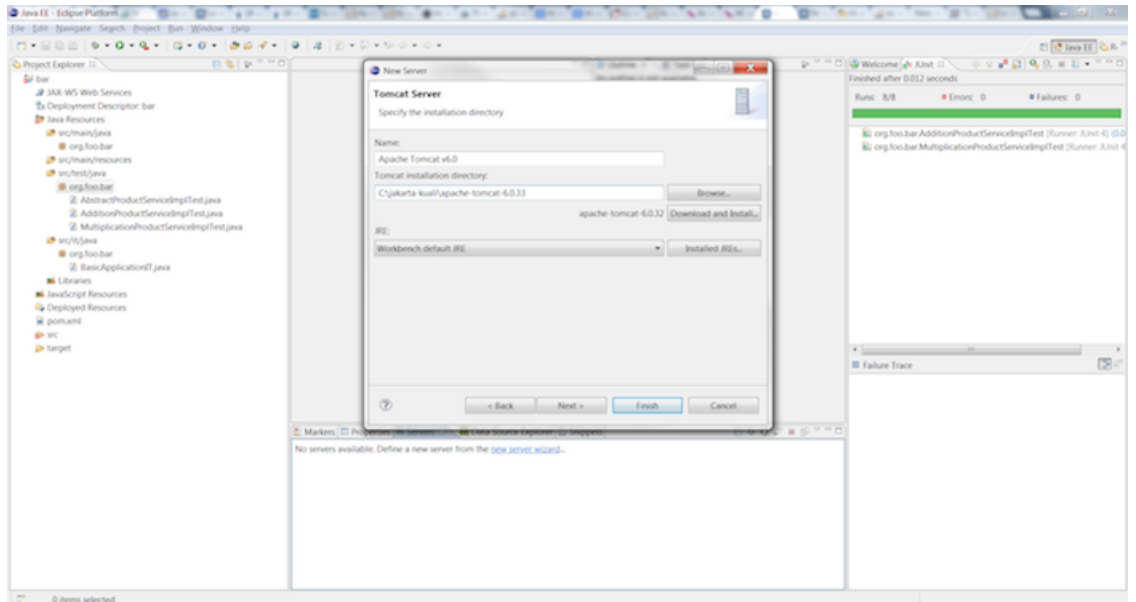 Java EE - Eclipse Platform
File Edit Navigate Search Project Run Window Help
Java EE
Project Explorer
bar
JAX-WS Web Services
Deployment Descriptor: bar
Java Resources
src/main/java
org.foo.bar
src/main/resources
src/test/java
org.foo.bar
AbstractProductServiceImplTest.java
AdditionProductServiceImplTest.java
MultiplicationProductServiceImplTest.java
src/it/java
org.foo.bar
BasicApplicationIT.java
Libraries
JavaScript Resources
Deployed Resources
pom.xml
src
target
New Server
Tomcat Server
Specify the installation directory
Name:
Apache Tomcat v6.0
Tomcat installation directory:
C:\jakarta-kuali\apache-tomcat-6.0.33
Browse...
apache-tomcat-6.0.32 Download and Install...
JRE:
Workbench default JRE
Installed JREs...
< Back Next > Finish Cancel
Markers
No servers available. Define a new server from the new server wizard...
Welcome JUnit
Finished after 0.012 seconds
Runs: 8/8 Errors: 0 Failures: 0
org.foo.bar.AdditionProductServiceImplTest [Runner: JUnit 4] (0.0
org.foo.bar.MultiplicationProductServiceImplTest [Runner: JUnit 4
Failure Trace
0 items selected